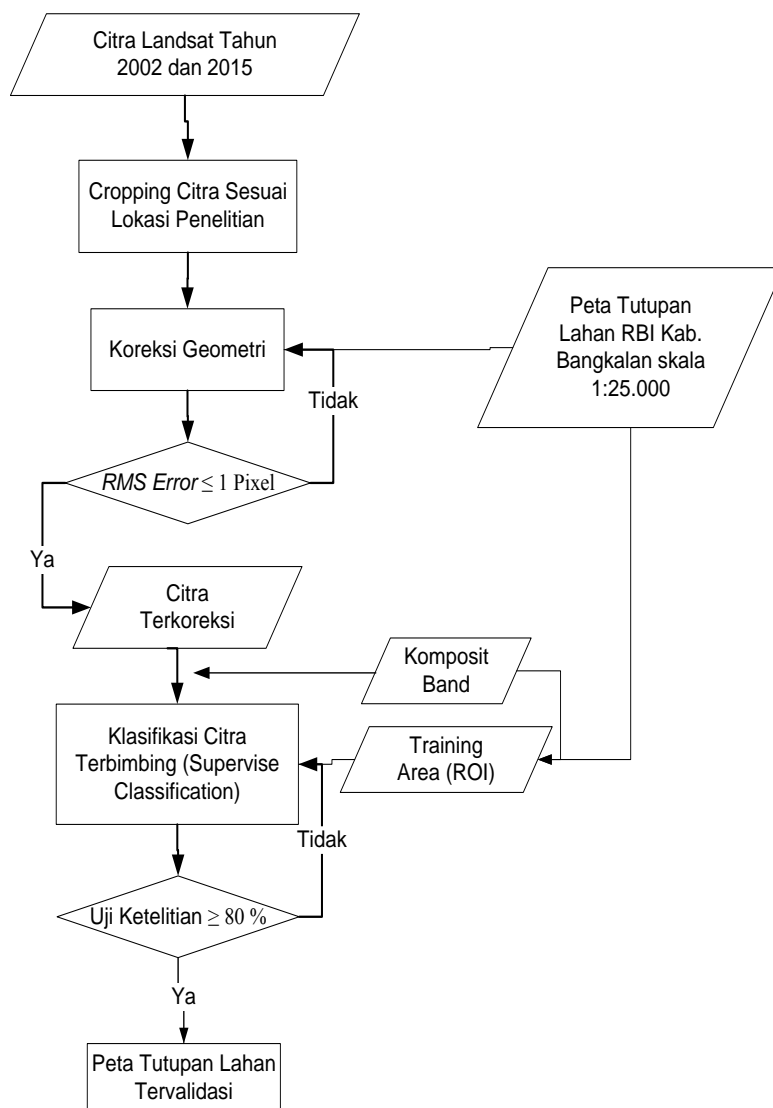 Citra Landsat Tahun
2002 dan 2015
Cropping Citra Sesuai
Lokasi Penelitian
Koreksi Geometri
Peta Tutupan
Lahan RBI Kab.
Bangkalan skala
1:25.000
Tidak
RMS Error ≤ 1 Pixel
Ya
Citra
Terkoreksi
Komposit
Band
Klasifikasi Citra
Terbimbing (Supervise
Classification)
Training
Area (ROI)
Tidak
Uji Ketelitian ≥ 80 %
Ya
Peta Tutupan Lahan
Tervalidasi